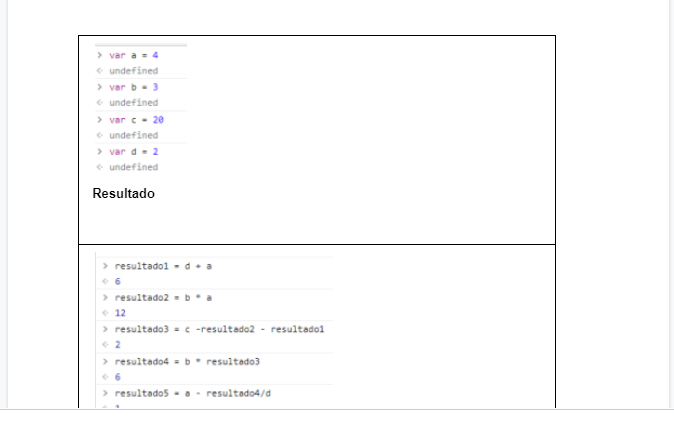 > var a = 4
< undefined
> var b = 3
< undefined
> var c = 20
< undefined
> var d = 2
< undefined
Resultado
> resultado1 = d + a
< 6
> resultado2 = b * a
< 12
> resultado3 = c -resultado2 - resultado1
< 2
> resultado4 = b * resultado3
< 6
> resultado5 = a - resultado4/d